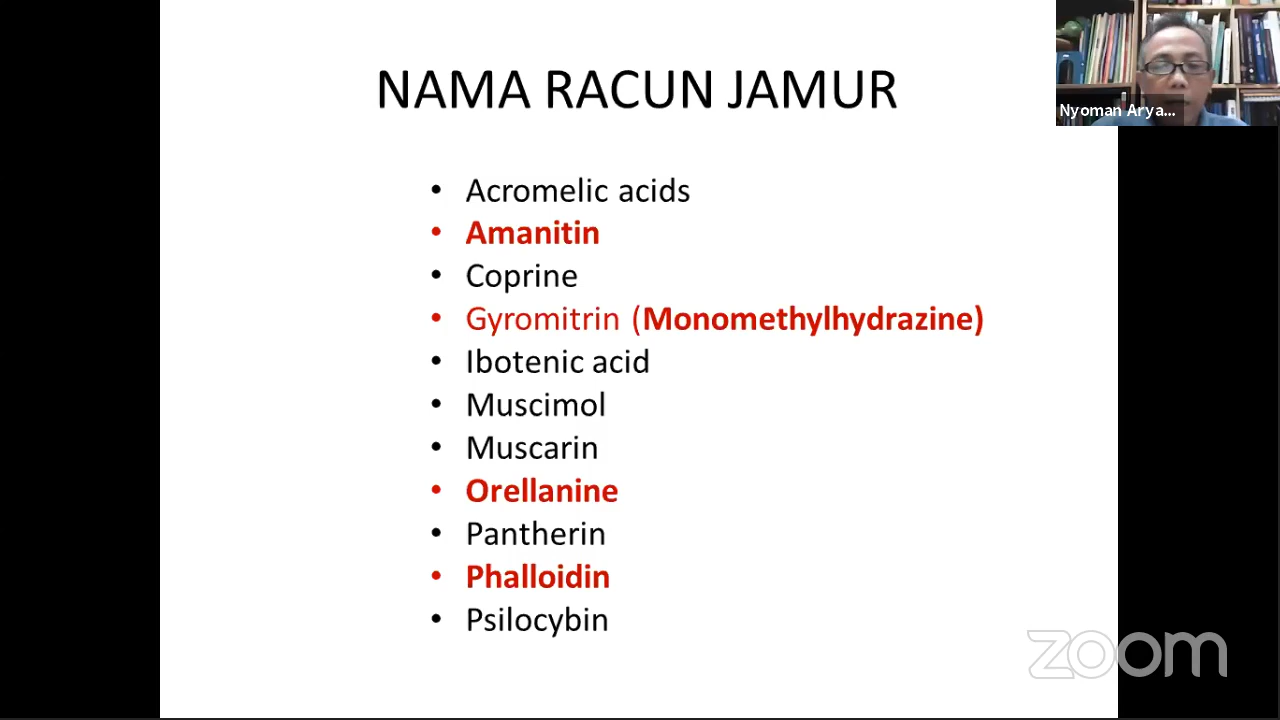 NAMA RACUN JAMUR
Nyoman Arya...
• Acromelic acids
• Amanitin
• Coprine
• Gyromitrin (Monomethylhydrazine)
• Ibotenic acid
• Muscimol
• Muscarin
• Orellanine
• Pantherin
• Phalloidin
• Psilocybin
zoom